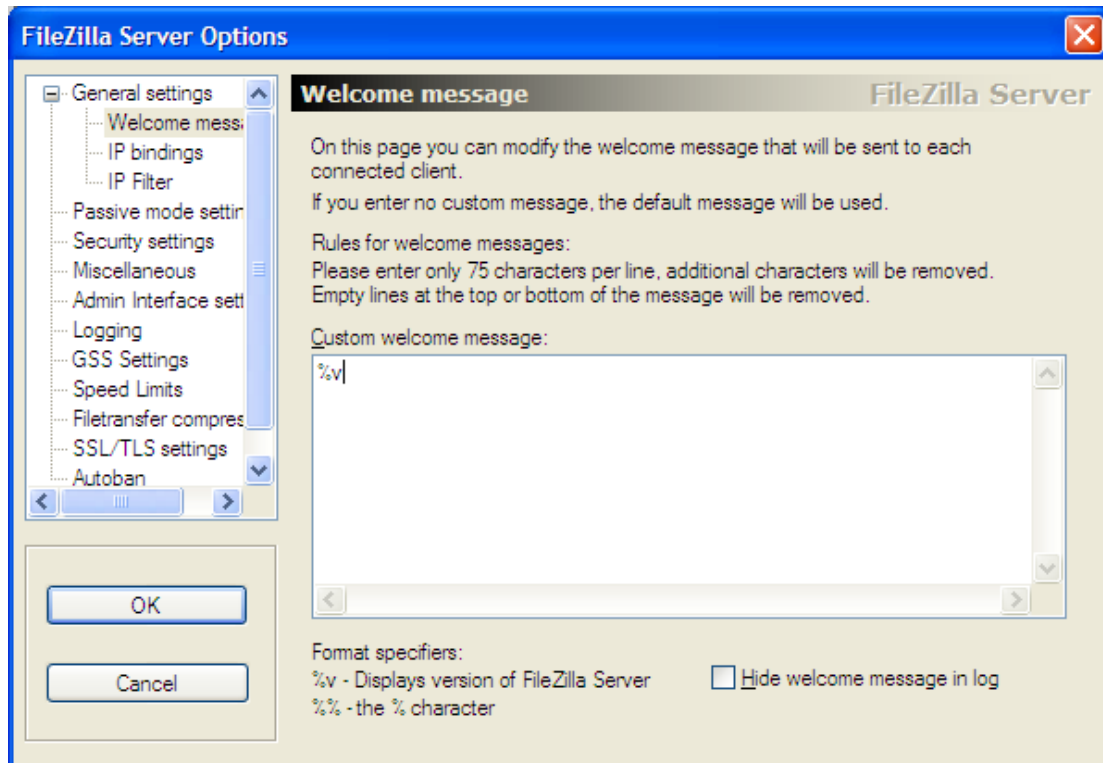 FileZilla Server Options
General settings
Welcome messa
IP bindings
IP Filter
Passive mode settin
Security settings
Miscellaneous
Admin Interface sett
Logging
GSS Settings
Speed Limits
Filetransfer compres
SSL/TLS settings
Autoban
OK
Cancel
Welcome message
FileZilla Server
On this page you can modify the welcome message that will be sent to each
connected client.
If you enter no custom message, the default message will be used.
Rules for welcome messages:
Please enter only 75 characters per line, additional characters will be removed.
Empty lines at the top or bottom of the message will be removed.
Custom welcome message:
%v
Format specifiers:
%v - Displays version of FileZilla Server
%% - the % character
Hide welcome message in log